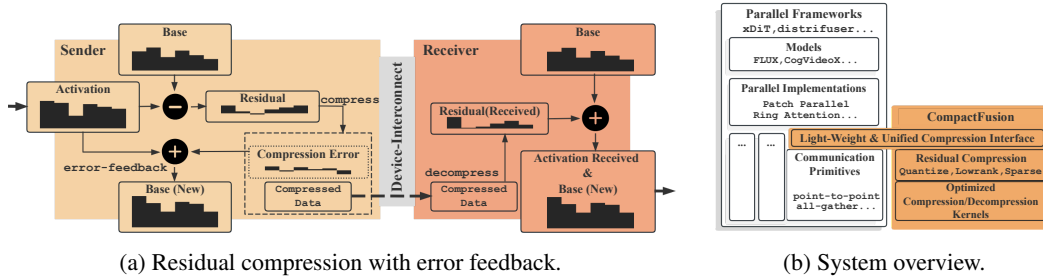 Sender
Base
Activation
Residual
compress
error-feedback
Compression Error
Base (New)
Compressed
Data
Device-Interconnect
Receiver
Base
Residual(Received)
decompress
Compressed
Data
Activation Received
&
Base (New)
(a) Residual compression with error feedback.
Parallel Frameworks
xDiT,distrifuser...
Models
FLUX,CogVideoX...
Parallel Implementations
Patch Parallel
Ring Attention...
CompactFusion
Light-Weight & Unified Compression Interface
...
...
Communication
Primitives
point-to-point
all-gather...
Residual Compression
Quantize,Lowrank,Sparse
Optimized
Compression/Decompression
Kernels
(b) System overview.